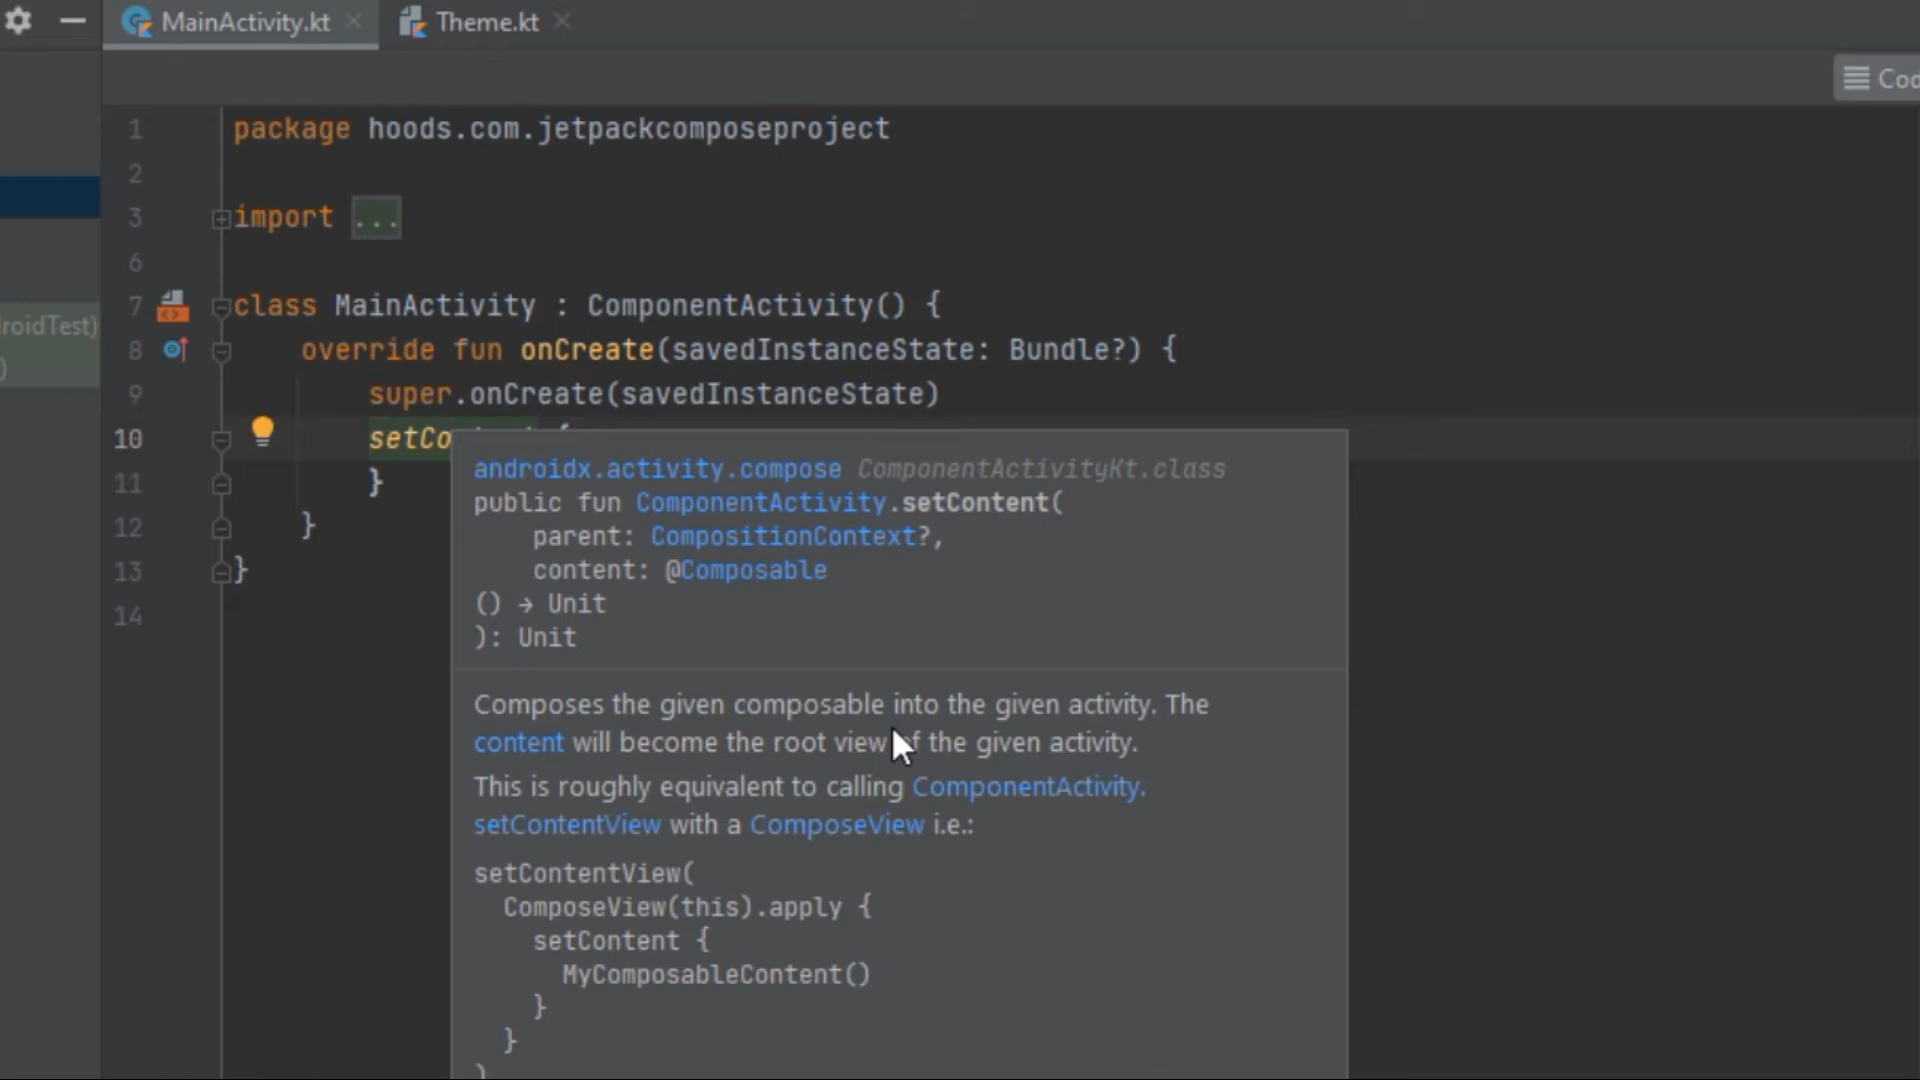 MainActivity.kt
Theme.kt
1 package hoods.com.jetpackcomposeproject
2
3 import ...
6
7 class MainActivity : ComponentActivity() {
8 override fun onCreate(savedInstanceState: Bundle?) {
9 super.onCreate(savedInstanceState)
10 setCo
11 }
12 }
13 }
14
roidTest)
)
androidx.activity.compose ComponentActivityKt.class
public fun ComponentActivity.setContent(
parent: CompositionContext?,
content: @Composable
() → Unit
): Unit
Composes the given composable into the given activity. The
content will become the root view of the given activity.
This is roughly equivalent to calling ComponentActivity.
setContentView with a ComposeView i.e.:
setContentView(
ComposeView(this).apply {
setContent {
MyComposableContent()
}
}
)